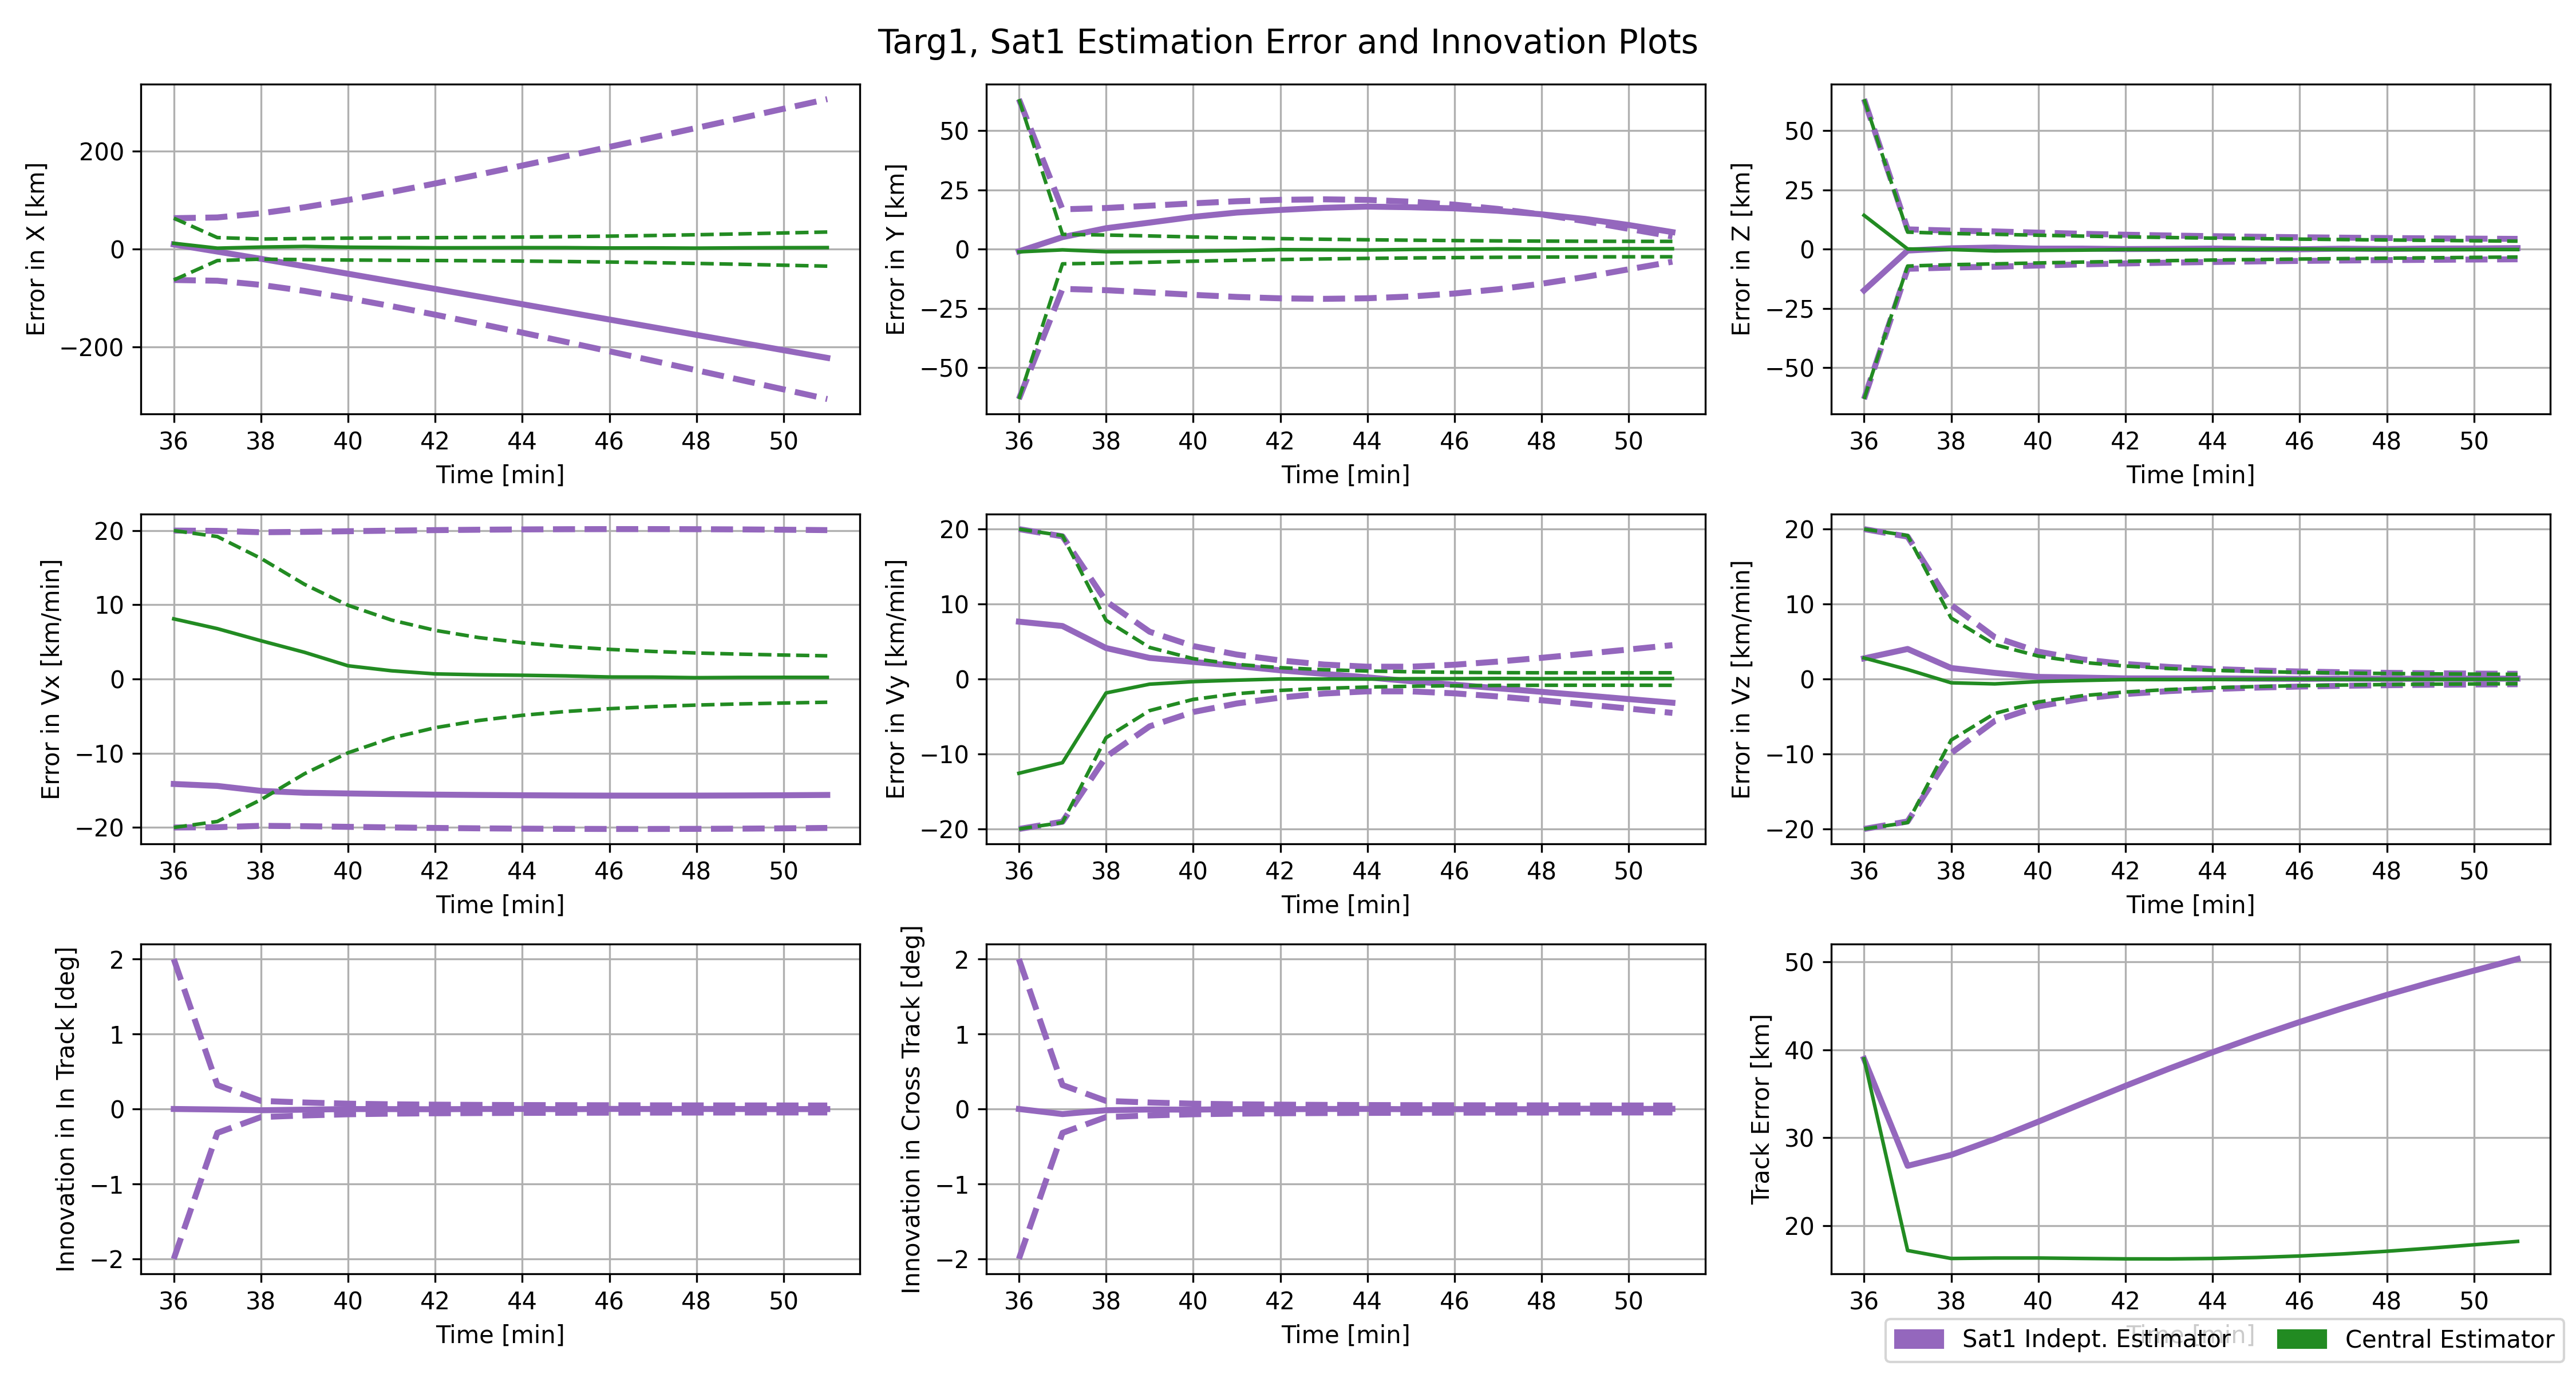 Targ1, Sat1 Estimation Error and Innovation Plots
Error in X [km]
200
0
−200
36 38 40 42 44 46 48 50
Time [min]
Error in Y [km]
50
25
0
−25
−50
36 38 40 42 44 46 48 50
Time [min]
Error in Z [km]
50
25
0
−25
−50
36 38 40 42 44 46 48 50
Time [min]
Error in Vx [km/min]
20
10
0
−10
−20
36 38 40 42 44 46 48 50
Time [min]
Error in Vy [km/min]
20
10
0
−10
−20
36 38 40 42 44 46 48 50
Time [min]
Error in Vz [km/min]
20
10
0
−10
−20
36 38 40 42 44 46 48 50
Time [min]
Innovation in In Track [deg]
2
1
0
−1
−2
36 38 40 42 44 46 48 50
Time [min]
Innovation in Cross Track [deg]
2
1
0
−1
−2
36 38 40 42 44 46 48 50
Time [min]
Track Error [km]
50
40
30
20
36 38 40 42 44 46 48 50
Time [min]
Sat1 Indept. Estimator
Central Estimator